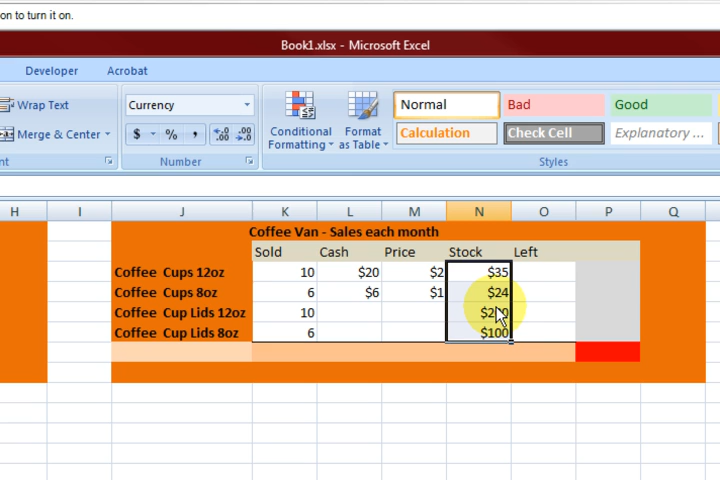 on to turn it on.
Book1.xlsx - Microsoft Excel
Developer Acrobat
Wrap Text Currency Normal Bad Good
Merge & Center $ % , .00 Conditional Formatting Format as Table Calculation Check Cell Explanatory ...
nt Number Styles
H I J K L M N O P Q
Coffee Van - Sales each month
Sold Cash Price Stock Left
Coffee Cups 12oz 10 $20 $2 $35
Coffee Cups 8oz 6 $6 $1 $24
Coffee Cup Lids 12oz 10
Coffee Cup Lids 8oz 6 $100